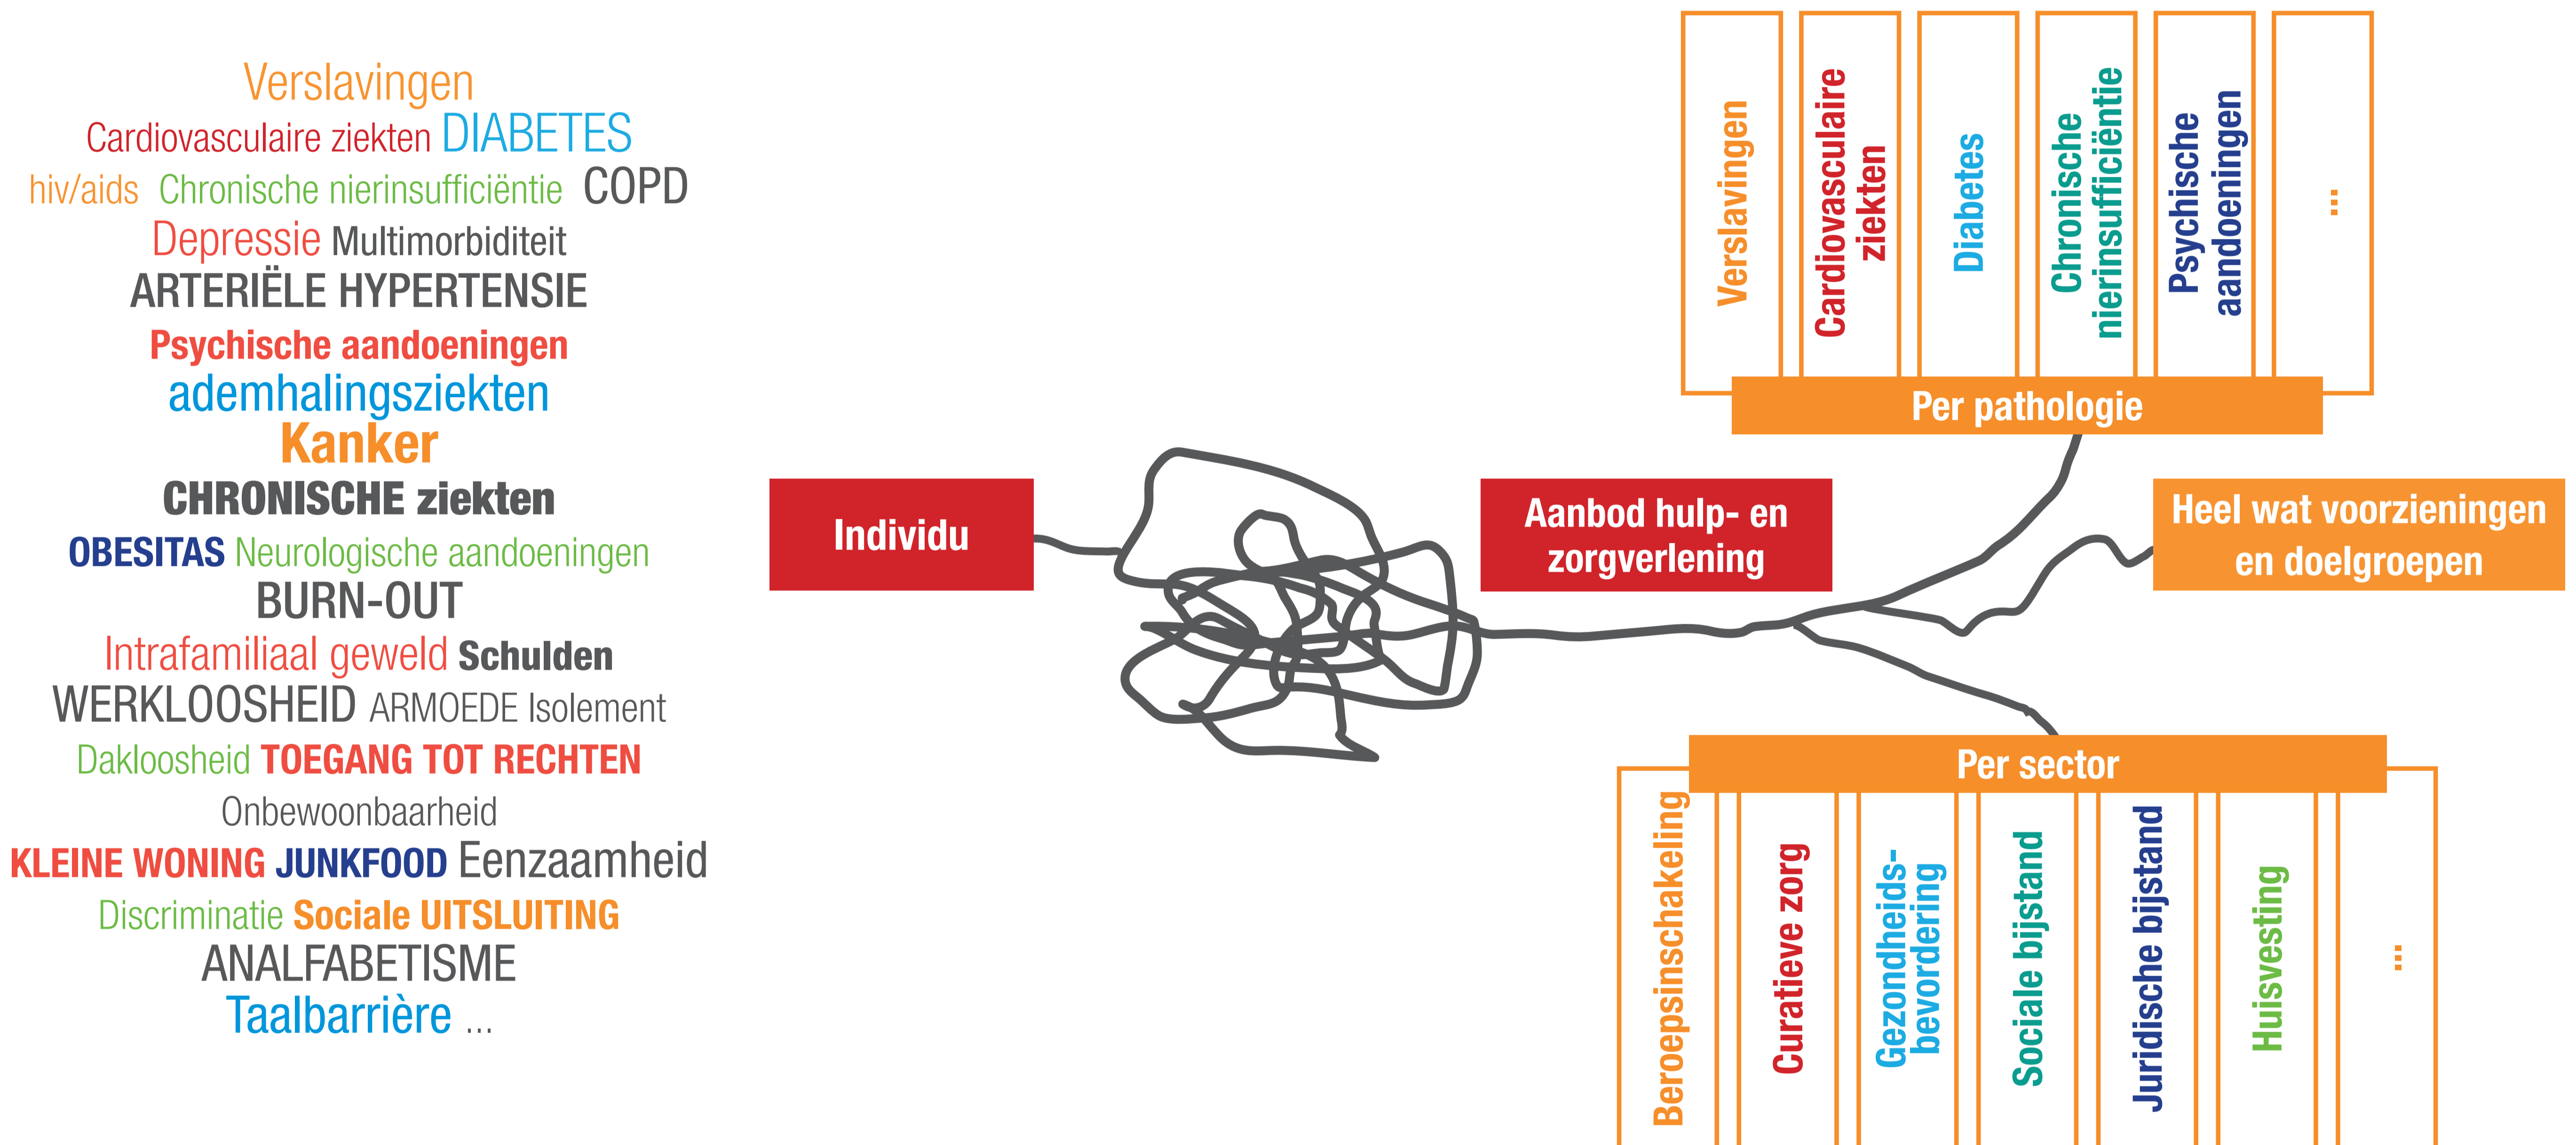 Verslavingen
Cardiovasculaire ziekten DIABETES
hiv/aids Chronische nierinsufficiëntie COPD
Depressie Multimorbiditeit
ARTERIËLE HYPERTENSIE
Psychische aandoeningen
ademhalingsziekten
Kanker
CHRONISCHE ziekten
OBESITAS Neurologische aandoeningen
BURN-OUT
Intrafamiliaal geweld Schulden
WERKLOOSHEID ARMOEDE Isolement
Dakloosheid TOEGANG TOT RECHTEN
Onbewoonbaarheid
KLEINE WONING JUNKFOOD Eenzaamheid
Discriminatie Sociale UITSLUITING
ANALFABETISME
Taalbarrière ...
Individu
Aanbod hulp- en
zorgverlening
Verslavingen
Cardiovasculaire
ziekten
Diabetes
Chronische
nierinsufficiëntie
Psychische
aandoeningen
...
Per pathologie
Heel wat voorzieningen
en doelgroepen
Per sector
Beroepsinschakeling
Curatieve zorg
Gezondheids-
bevordering
Sociale bijstand
Juridische bijstand
Huisvesting
...